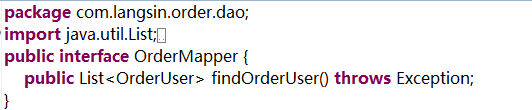 package com.langsin.order.dao;
import java.util.List;
public interface OrderMapper {
    public List<OrderUser> findOrderUser() throws Exception;
}